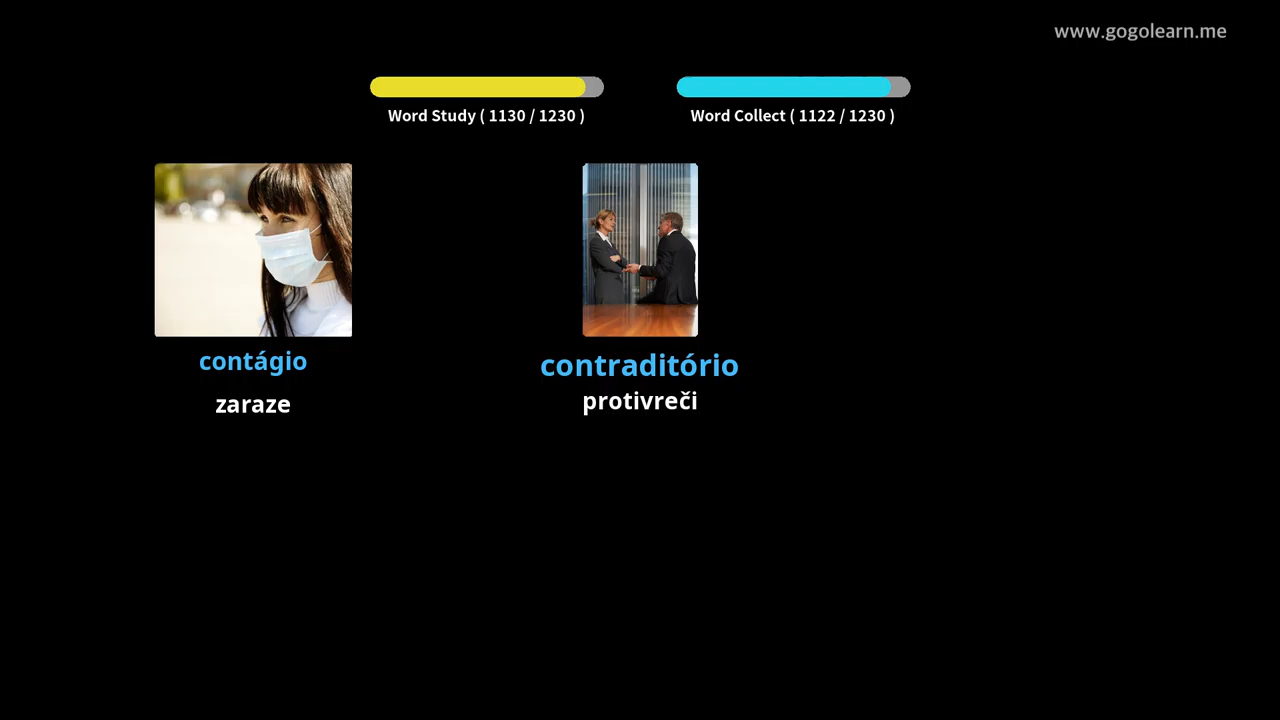 www.gogolearn.me
Word Study ( 1130 / 1230 )
Word Collect ( 1122 / 1230 )
contágio
zaraze
contraditório
protivreči